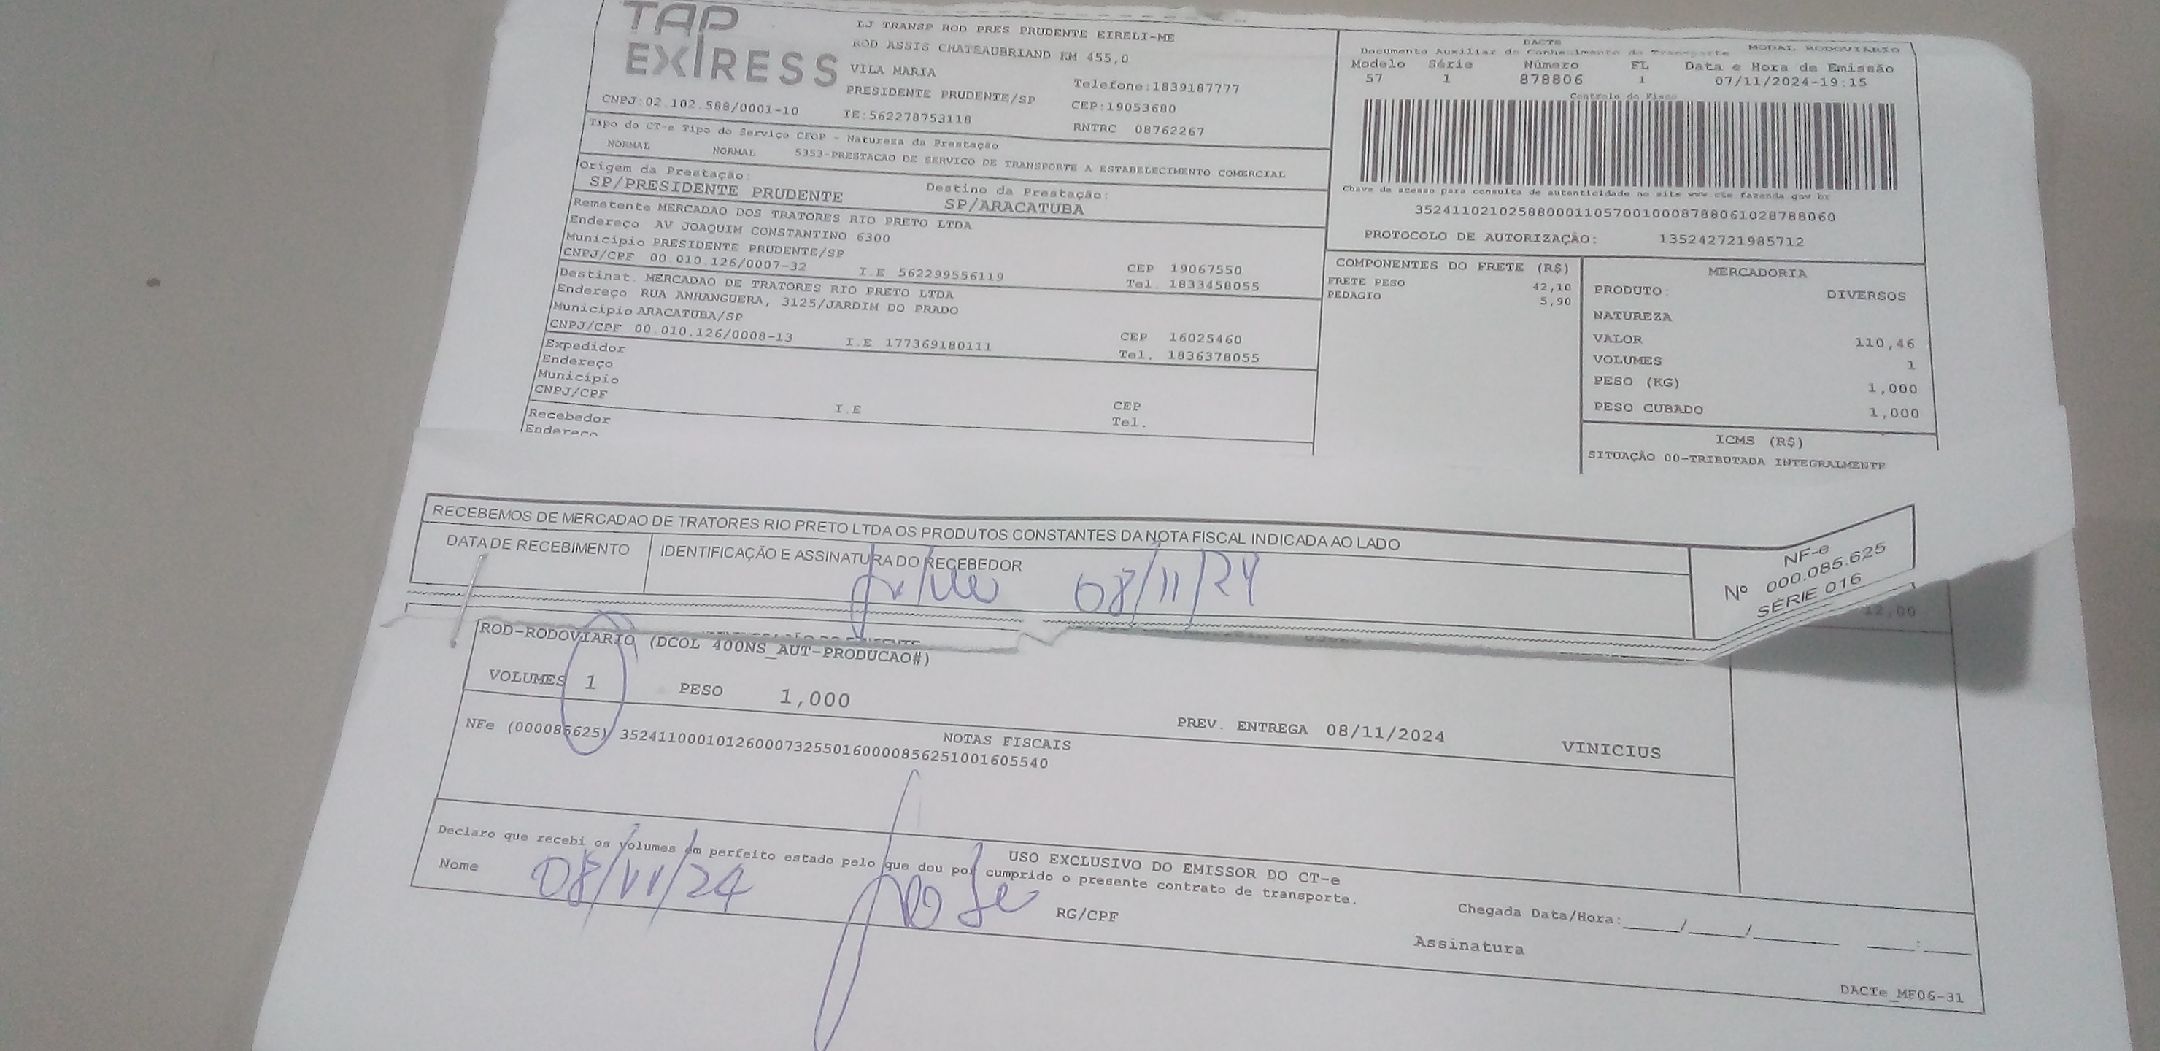 TAP
EXPRESS
LJ TRANSP ROD PRES PRUDENTE EIRELI-ME
ROD ASSIS CHATEAUBRIAND KM 455,0
VILA MARIA
Telefone:1839187777
PRESIDENTE PRUDENTE/SP
CEP:19053680
CNPJ:02.102.588/0001-10
IE:562278753118
RNTRC 08762267
Tipo do CT-e Tipo do Serviço CFOP - Natureza da Prestação
NORMAL NORMAL 5353-PRESTACAO DE SERVICO DE TRANSPORTE A ESTABELECIMENTO COMERCIAL
Origem da Prestação: Destino da Prestação:
SP/PRESIDENTE PRUDENTE SP/ARACATUBA
Remetente MERCADAO DOS TRATORES RIO PRETO LTDA
Endereço AV JOAQUIM CONSTANTINO 6300
Município PRESIDENTE PRUDENTE/SP CEP 19067550
CNPJ/CPF 00.010.126/0007-32 I.E 562299556119 Tel. 1833458055
Destinat. MERCADAO DE TRATORES RIO PRETO LTDA
Endereço RUA ANHANGUERA, 3125/JARDIM DO PRADO
Município ARACATUBA/SP CEP 16025460
CNPJ/CPF 00.010.126/0008-13 I.E 177369180111 Tel. 1836378055
Expedidor
Endereço
Município CEP
CNPJ/CPF I.E Tel.
Recebedor
Endereço
DACTE MODAL RODOVIÁRIO
Documento Auxiliar do Conhecimento de Transporte
Modelo Série Número FL Data e Hora de Emissão
57 1 878806 1 07/11/2024-19:15
Controle do Fisco
Chave de acesso para consulta de autenticidade no site www cte fazenda gov br
35241102102588000110570010008788061028788060
PROTOCOLO DE AUTORIZAÇÃO: 135242721985712
COMPONENTES DO FRETE (R$)
FRETE PESO 42,10
PEDAGIO 5,90
MERCADORIA
PRODUTO: DIVERSOS
NATUREZA
VALOR 110,46
VOLUMES 1
PESO (KG) 1,000
PESO CUBADO 1,000
ICMS (R$)
SITUAÇÃO 00-TRIBUTADA INTEGRALMENTE
RECEBEMOS DE MERCADAO DE TRATORES RIO PRETO LTDA OS PRODUTOS CONSTANTES DA NOTA FISCAL INDICADA AO LADO
DATA DE RECEBIMENTO IDENTIFICAÇÃO E ASSINATURA DO RECEBEDOR
08/11/24
NF-e
Nº 000.085.625
SÉRIE 016
12,00
ROD-RODOVIARIO (DCOL 400NS_AUT-PRODUCAO#)
VOLUMES 1 PESO 1,000
PREV. ENTREGA 08/11/2024 VINICIUS
NOTAS FISCAIS
NFe (000085625) 35241100010126000732550160000856251001605540
USO EXCLUSIVO DO EMISSOR DO CT-e
Declaro que recebi os volumes em perfeito estado pelo que dou por cumprido o presente contrato de transporte.
Nome 08/11/24 RG/CPF
Chegada Data/Hora:____/____/______ ___:___
Assinatura
DACTe_MF06-31